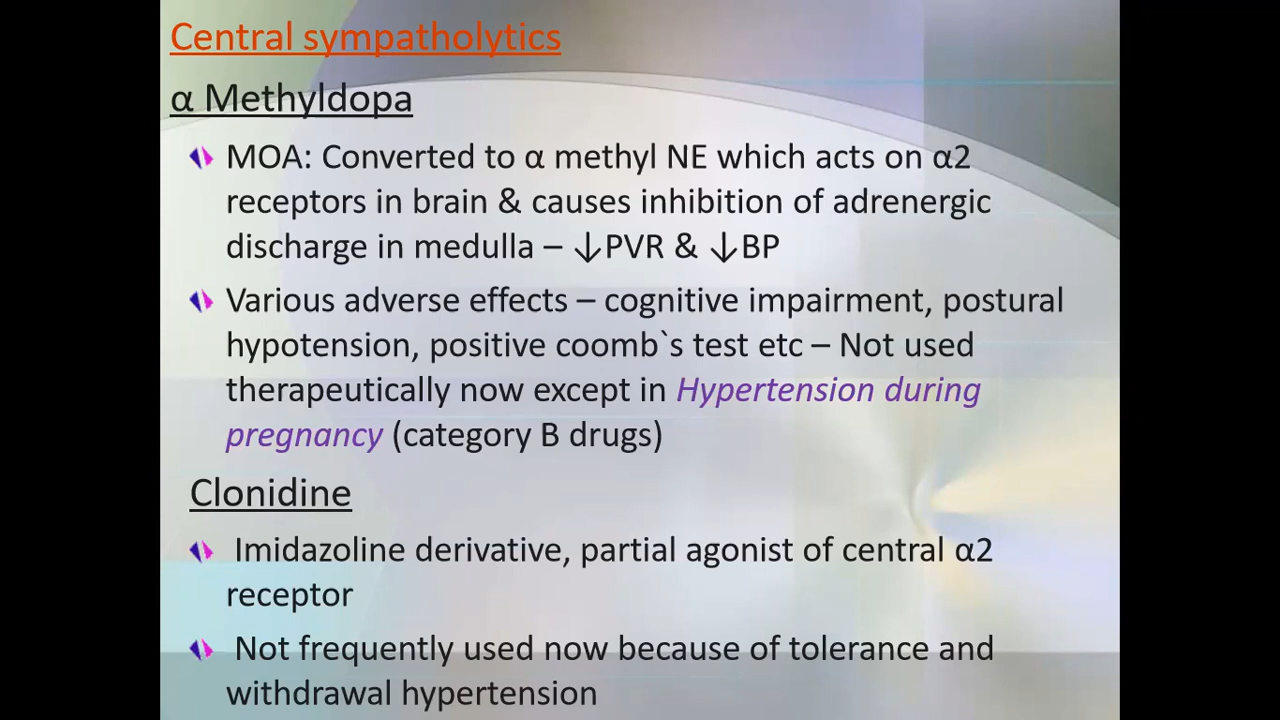 Central sympatholytics
α Methyldopa
MOA: Converted to α methyl NE which acts on α2
receptors in brain & causes inhibition of adrenergic
discharge in medulla – ↓PVR & ↓BP
Various adverse effects – cognitive impairment, postural
hypotension, positive coomb`s test etc – Not used
therapeutically now except in Hypertension during
pregnancy (category B drugs)
Clonidine
Imidazoline derivative, partial agonist of central α2
receptor
Not frequently used now because of tolerance and
withdrawal hypertension